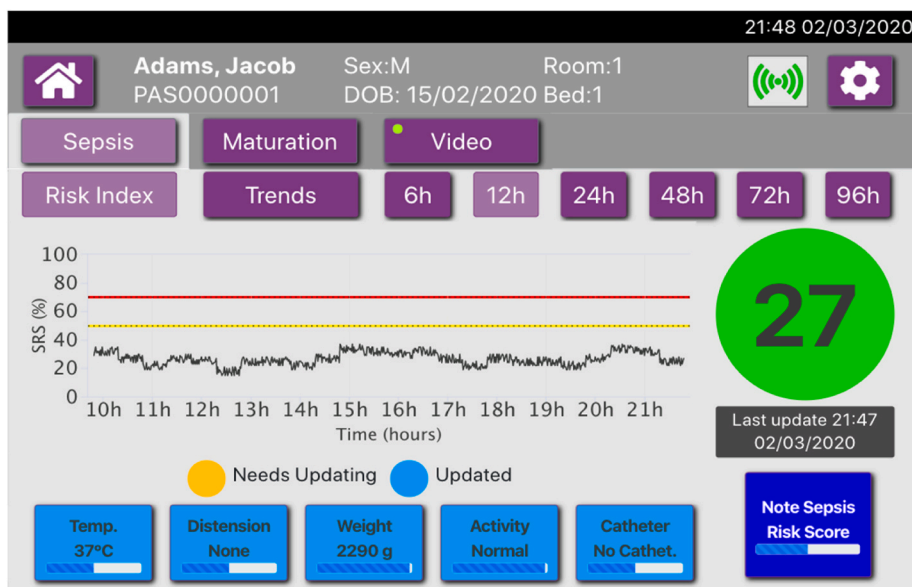 21:48 02/03/2020
Adams, Jacob Sex:M Room:1
PAS0000001 DOB: 15/02/2020 Bed:1
Sepsis Maturation Video
Risk Index Trends 6h 12h 24h 48h 72h 96h
100
80
60
40
20
0
SRS (%)
10h 11h 12h 13h 14h 15h 16h 17h 18h 19h 20h 21h
Time (hours)
27
Last update 21:47
02/03/2020
Needs Updating Updated
Temp.
37°C
Distension
None
Weight
2290 g
Activity
Normal
Catheter
No Cathet.
Note Sepsis
Risk Score